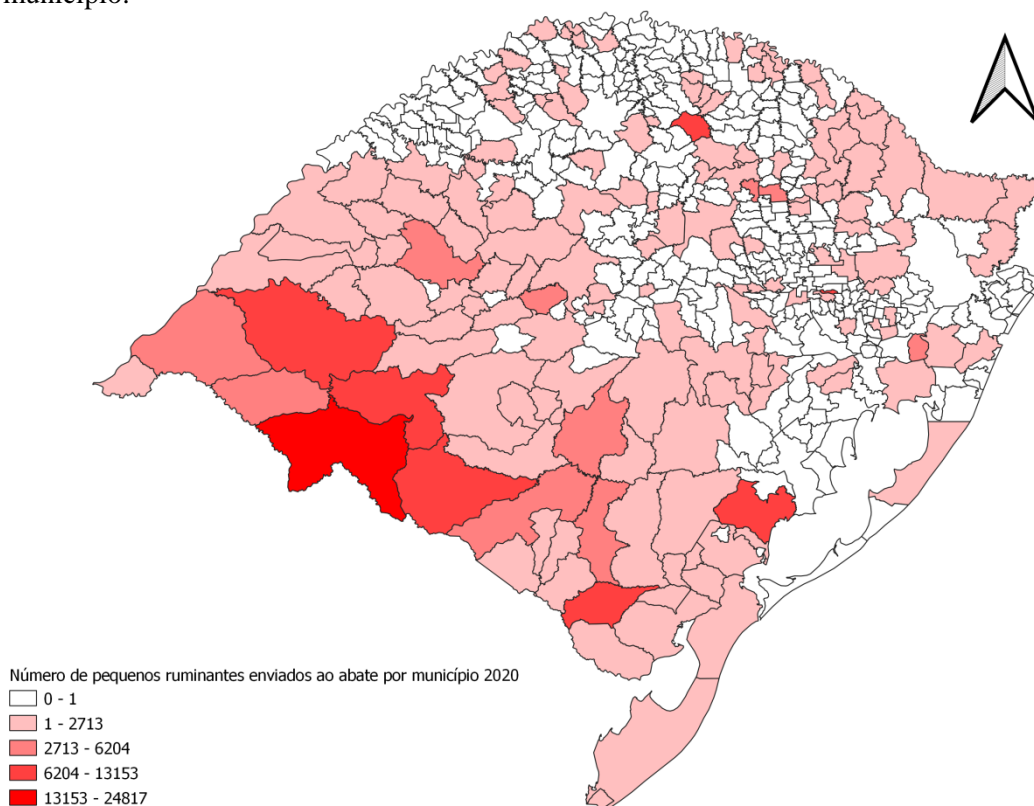 município.
Número de pequenos ruminantes enviados ao abate por município 2020
0 - 1
1 - 2713
2713 - 6204
6204 - 13153
13153 - 24817